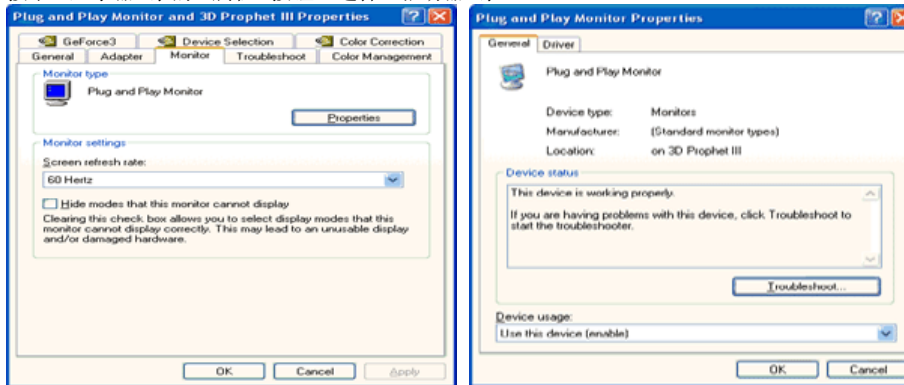 Plug and Play Monitor and 3D Prophet III Properties
GeForce3 Device Selection Color Correction
General Adapter Monitor Troubleshoot Color Management
Monitor type
Plug and Play Monitor
Properties
Monitor settings
Screen refresh rate:
60 Hertz
Hide modes that this monitor cannot display
Clearing this check box allows you to select display modes that this
monitor cannot display correctly. This may lead to an unusable display
and/or damaged hardware.
OK Cancel Apply
Plug and Play Monitor Properties
General Driver
Plug and Play Monitor
Device type: Monitors
Manufacturer: (Standard monitor types)
Location: on 3D Prophet III
Device status
This device is working properly.
If you are having problems with this device, click Troubleshoot to
start the troubleshooter.
Troubleshoot...
Device usage:
Use this device (enable)
OK Cancel